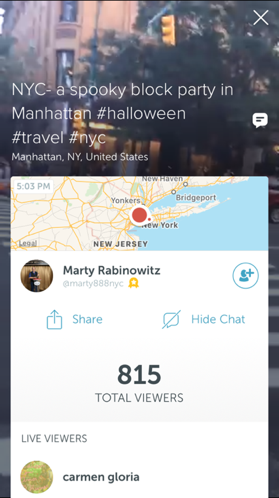 NYC- a spooky block party in
Manhattan #halloween
#travel #nyc
Manhattan, NY, United States
5:03 PM
New Haven
Yonkers
Bridgeport
New York
Legal
NEW JERSEY
Marty Rabinowitz
@marty888nyc
Share
Hide Chat
815
TOTAL VIEWERS
LIVE VIEWERS
carmen gloria